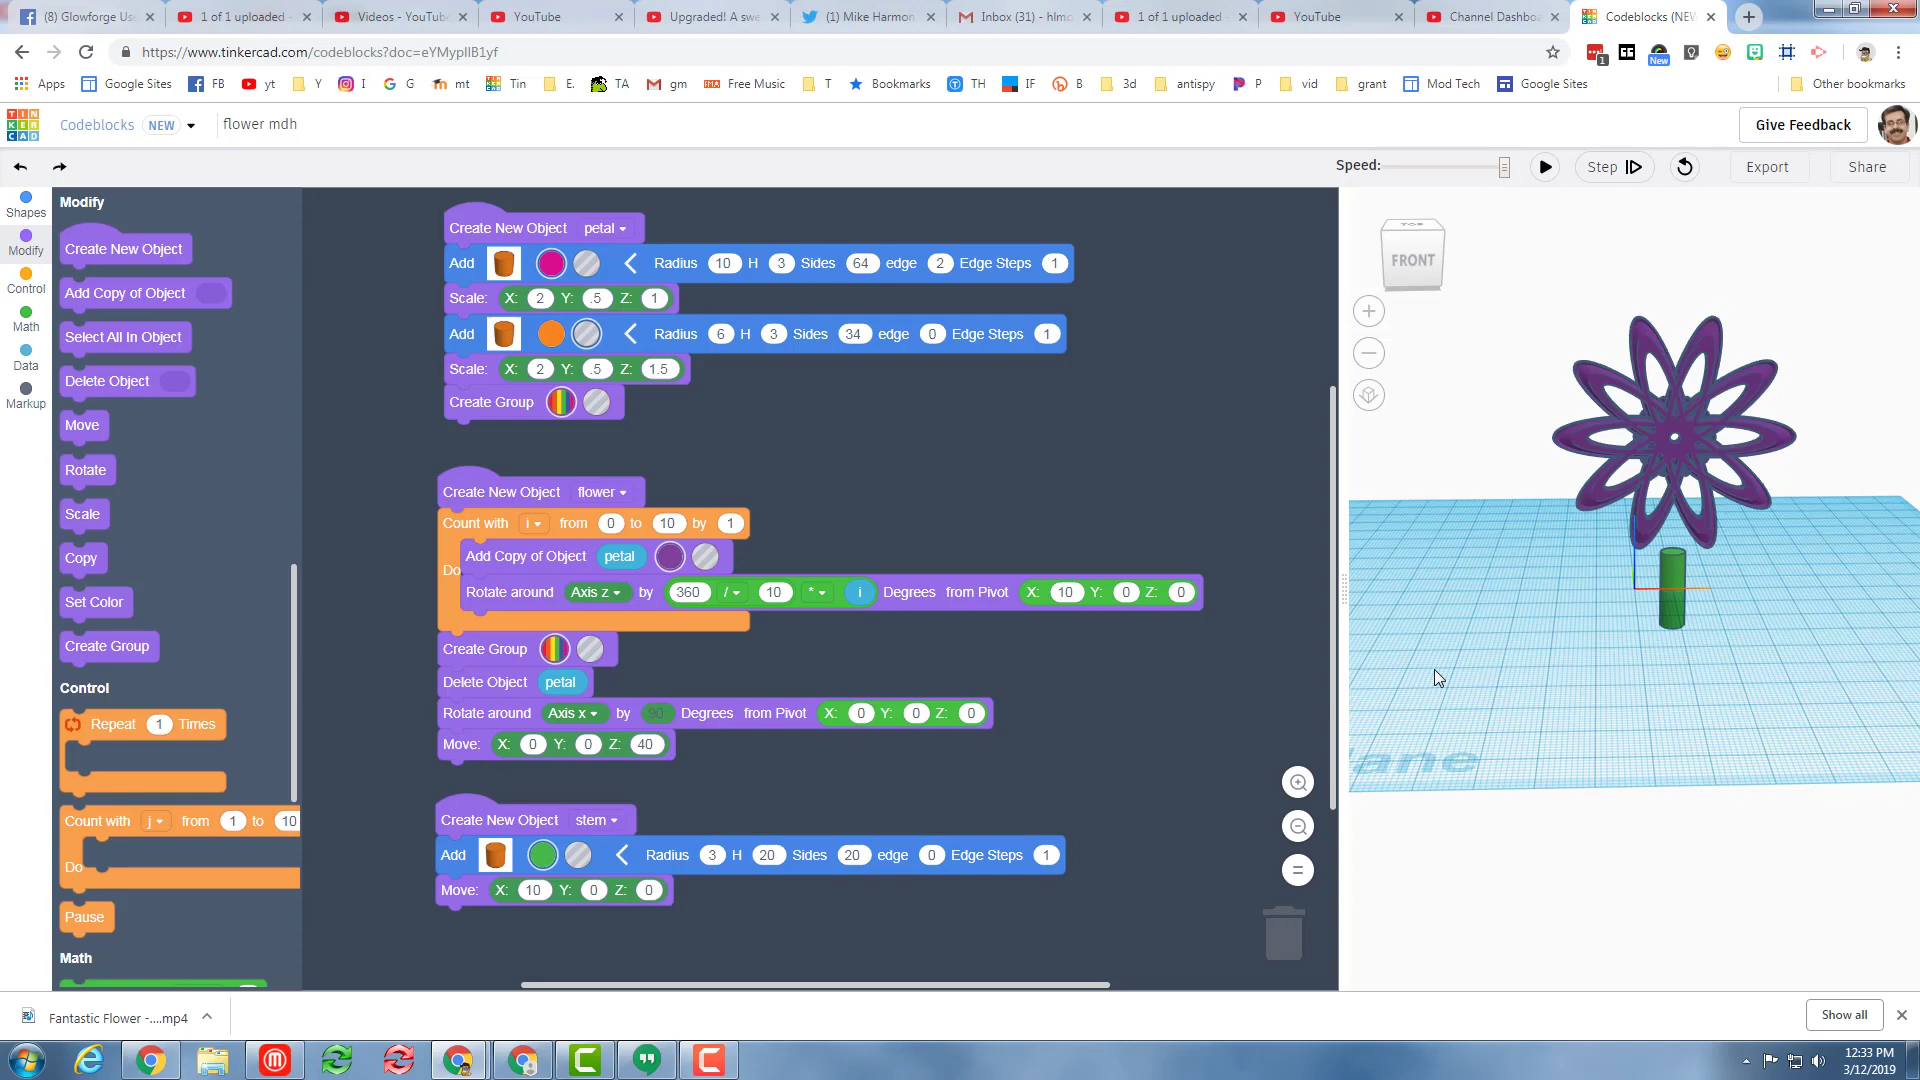 (8) Glowforge Us
1 of 1 uploaded -
Videos - YouTub
YouTube
Upgraded! A swe
(1) Mike Harmon
Inbox (31) - hlmo
1 of 1 uploaded -
YouTube
Channel Dashboa
Codeblocks (NEW
https://www.tinkercad.com/codeblocks?doc=eYMyplIB1yf
1
New
Apps
Google Sites
FB
yt
Y
I
G
mt
Tin
E.
TA
gm
Free Music
T
Bookmarks
TH
IF
B
3d
antispy
P
vid
grant
Mod Tech
Google Sites
Other bookmarks
TIN
KER
CAD
Codeblocks NEW
flower mdh
Give Feedback
Speed:
Step
Export
Share
Shapes
Modify
Control
Math
Data
Markup
Modify
Create New Object
Add Copy of Object
Select All In Object
Delete Object
Move
Rotate
Scale
Copy
Set Color
Create Group
Control
Repeat 1 Times
Count with j from 1 to 10
Do
Pause
Math
Create New Object petal
Add Radius 10 H 3 Sides 64 edge 2 Edge Steps 1
Scale: X: 2 Y: .5 Z: 1
Add Radius 6 H 3 Sides 34 edge 0 Edge Steps 1
Scale: X: 2 Y: .5 Z: 1.5
Create Group
Create New Object flower
Count with i from 0 to 10 by 1
Do
Add Copy of Object petal
Rotate around Axis z by 360 / 10 * i Degrees from Pivot X: 10 Y: 0 Z: 0
Create Group
Delete Object petal
Rotate around Axis x by 90 Degrees from Pivot X: 0 Y: 0 Z: 0
Move: X: 0 Y: 0 Z: 40
Create New Object stem
Add Radius 3 H 20 Sides 20 edge 0 Edge Steps 1
Move: X: 10 Y: 0 Z: 0
TOP
FRONT
ane
Fantastic Flower -....mp4
Show all
12:33 PM
3/12/2019